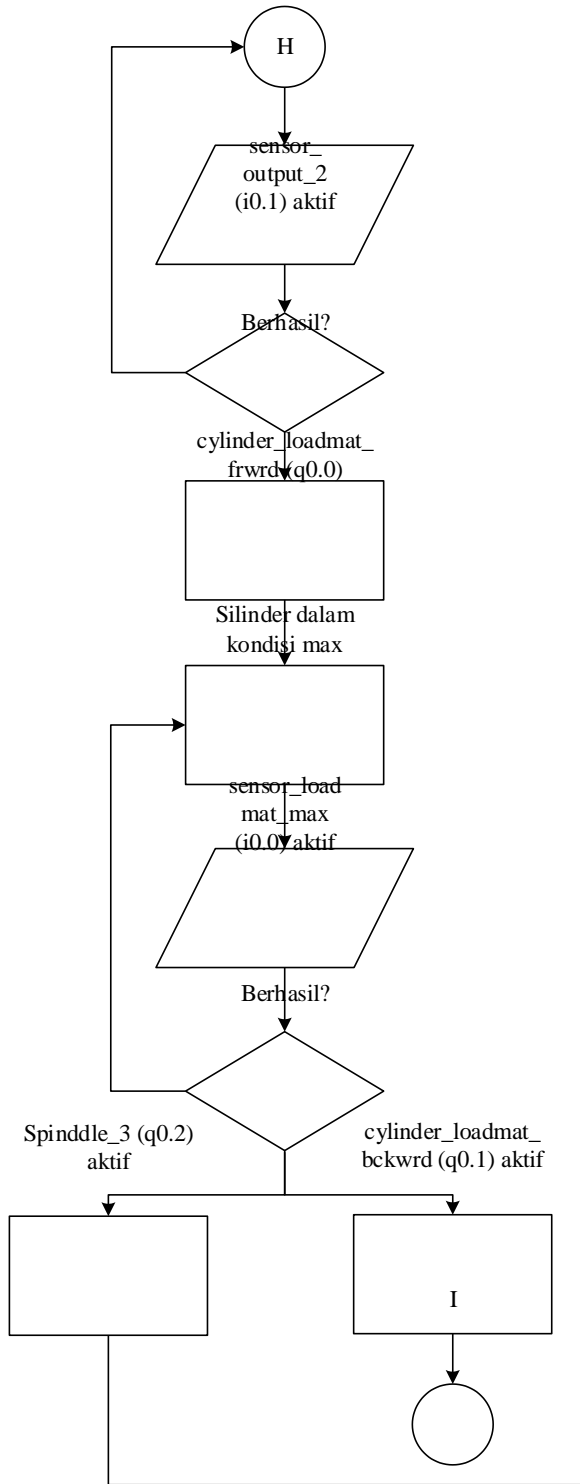 H
sensor_
output_2
(i0.1) aktif
Berhasil?
cylinder_loadmat_
frwrd (q0.0)
Silinder dalam
kondisi max
sensor_load
mat_max
(i0.0) aktif
Berhasil?
Spinddle_3 (q0.2)
aktif
cylinder_loadmat_
bckwrd (q0.1) aktif
I